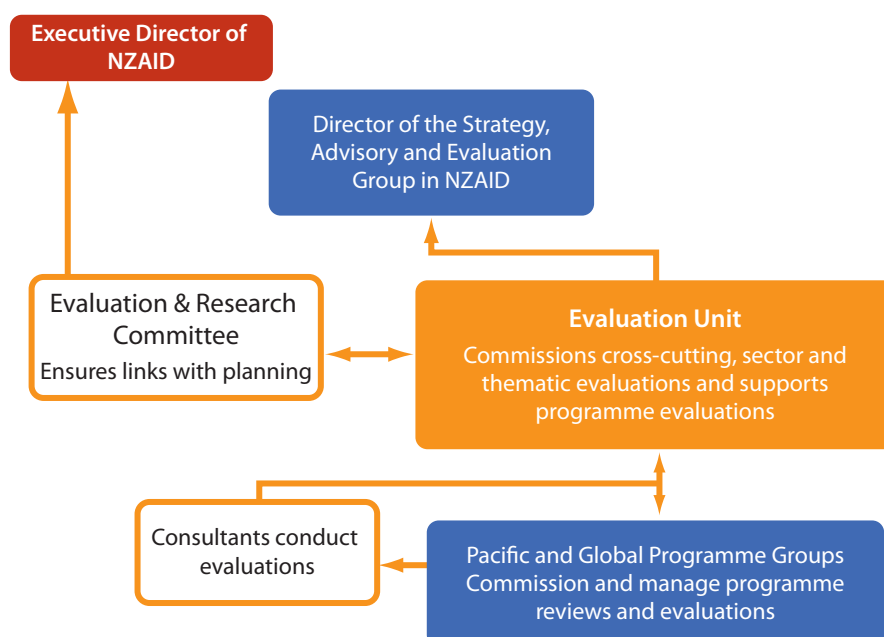 Executive Director of
NZAID
Director of the Strategy,
Advisory and Evaluation
Group in NZAID
Evaluation & Research
Committee
Ensures links with planning
Evaluation Unit
Commissions cross-cutting, sector and
thematic evaluations and supports
programme evaluations
Consultants conduct
evaluations
Pacific and Global Programme Groups
Commission and manage programme
reviews and evaluations